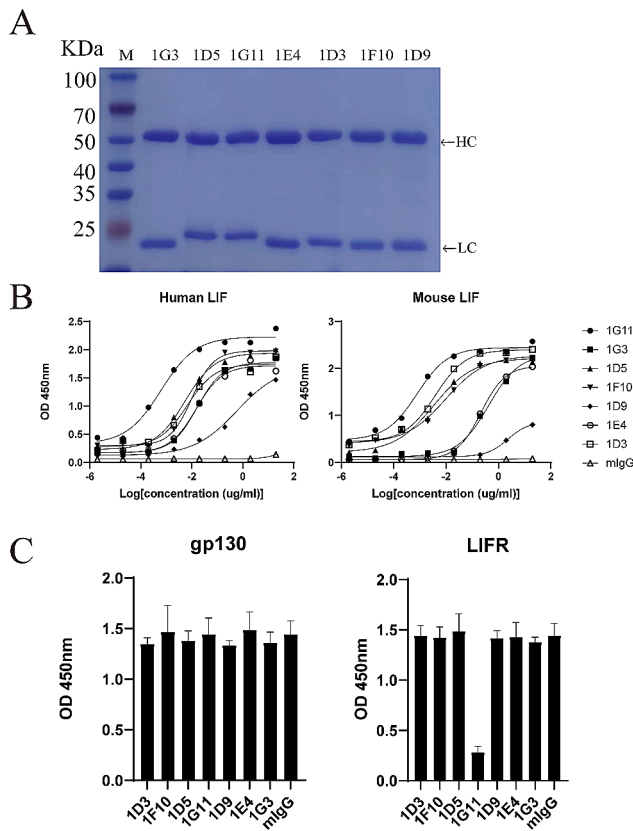 A
KDa M 1G3 1D5 1G11 1E4 1D3 1F10 1D9
100
70
50
←HC
40
35
25
←LC
B
Human LIF
OD 450nm
2.5
2.0
1.5
1.0
0.5
0.0
-6 -4 -2 0 2
Log[concentration (ug/ml)]
Mouse LIF
OD 450nm
3
2
1
0
-6 -4 -2 0 2
Log[concentration (ug/ml)]
1G11
1G3
1D5
1F10
1D9
1E4
1D3
mIgG
C
gp130
OD 450nm
2.0
1.5
1.0
0.5
0.0
1D3 1F10 1D5 1G11 1D9 1E4 1G3 mIgG
LIFR
OD 450nm
2.0
1.5
1.0
0.5
0.0
1D3 1F10 1D5 1G11 1D9 1E4 1G3 mIgG